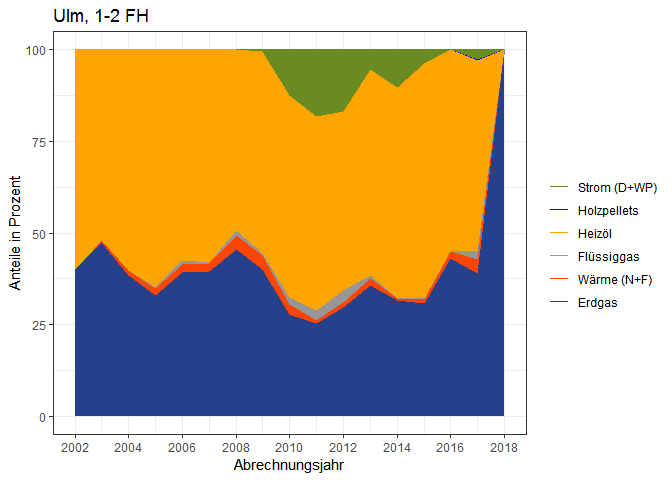 Ulm, 1-2 FH
100
75
50
25
0
Anteile in Prozent
2002 2004 2006 2008 2010 2012 2014 2016 2018
Abrechnungsjahr
Strom (D+WP)
Holzpellets
Heizöl
Flüssiggas
Wärme (N+F)
Erdgas